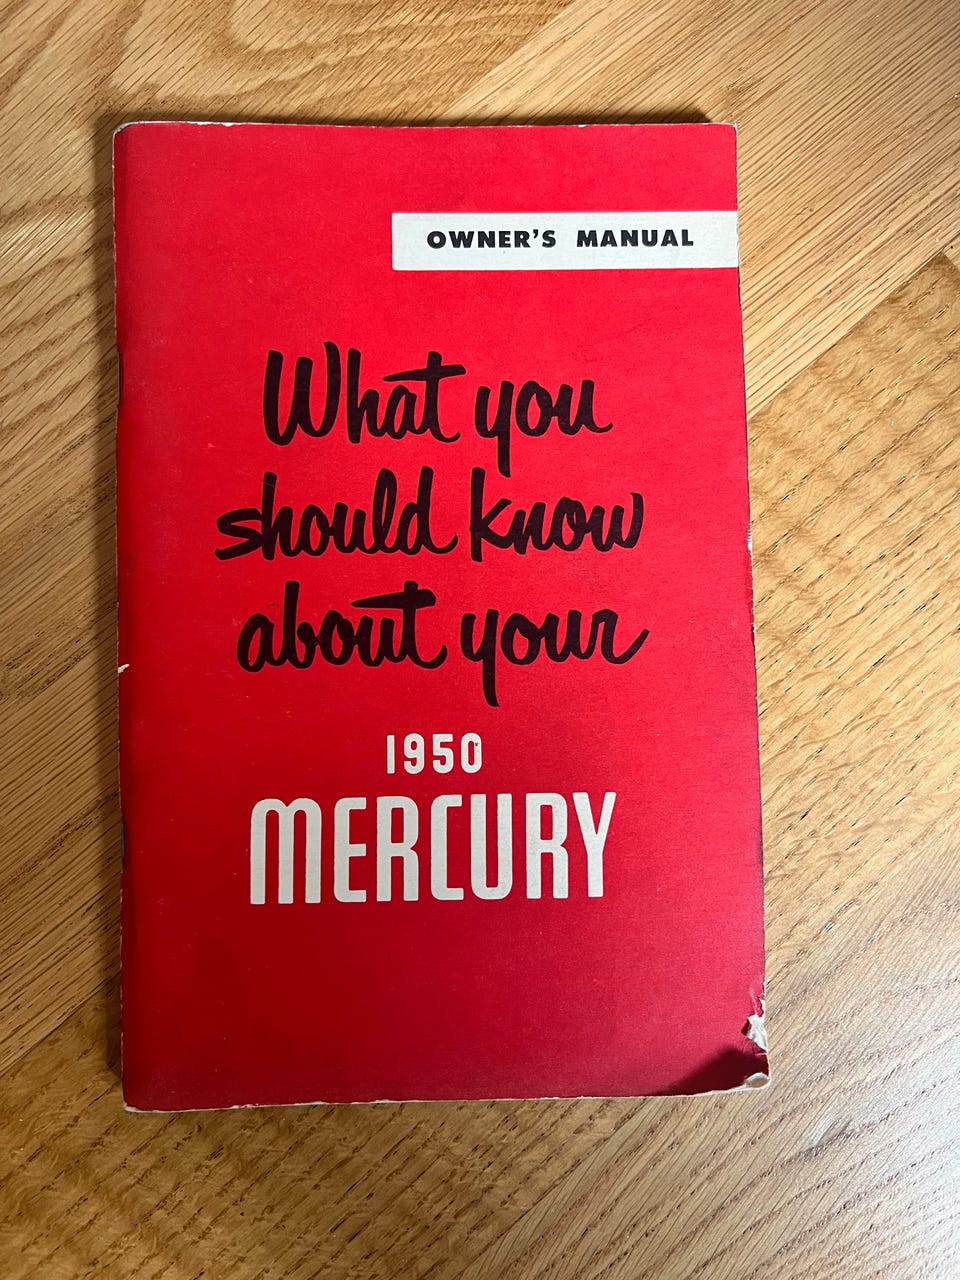 OWNER'S MANUAL
What you
should know
about your
1950
MERCURY